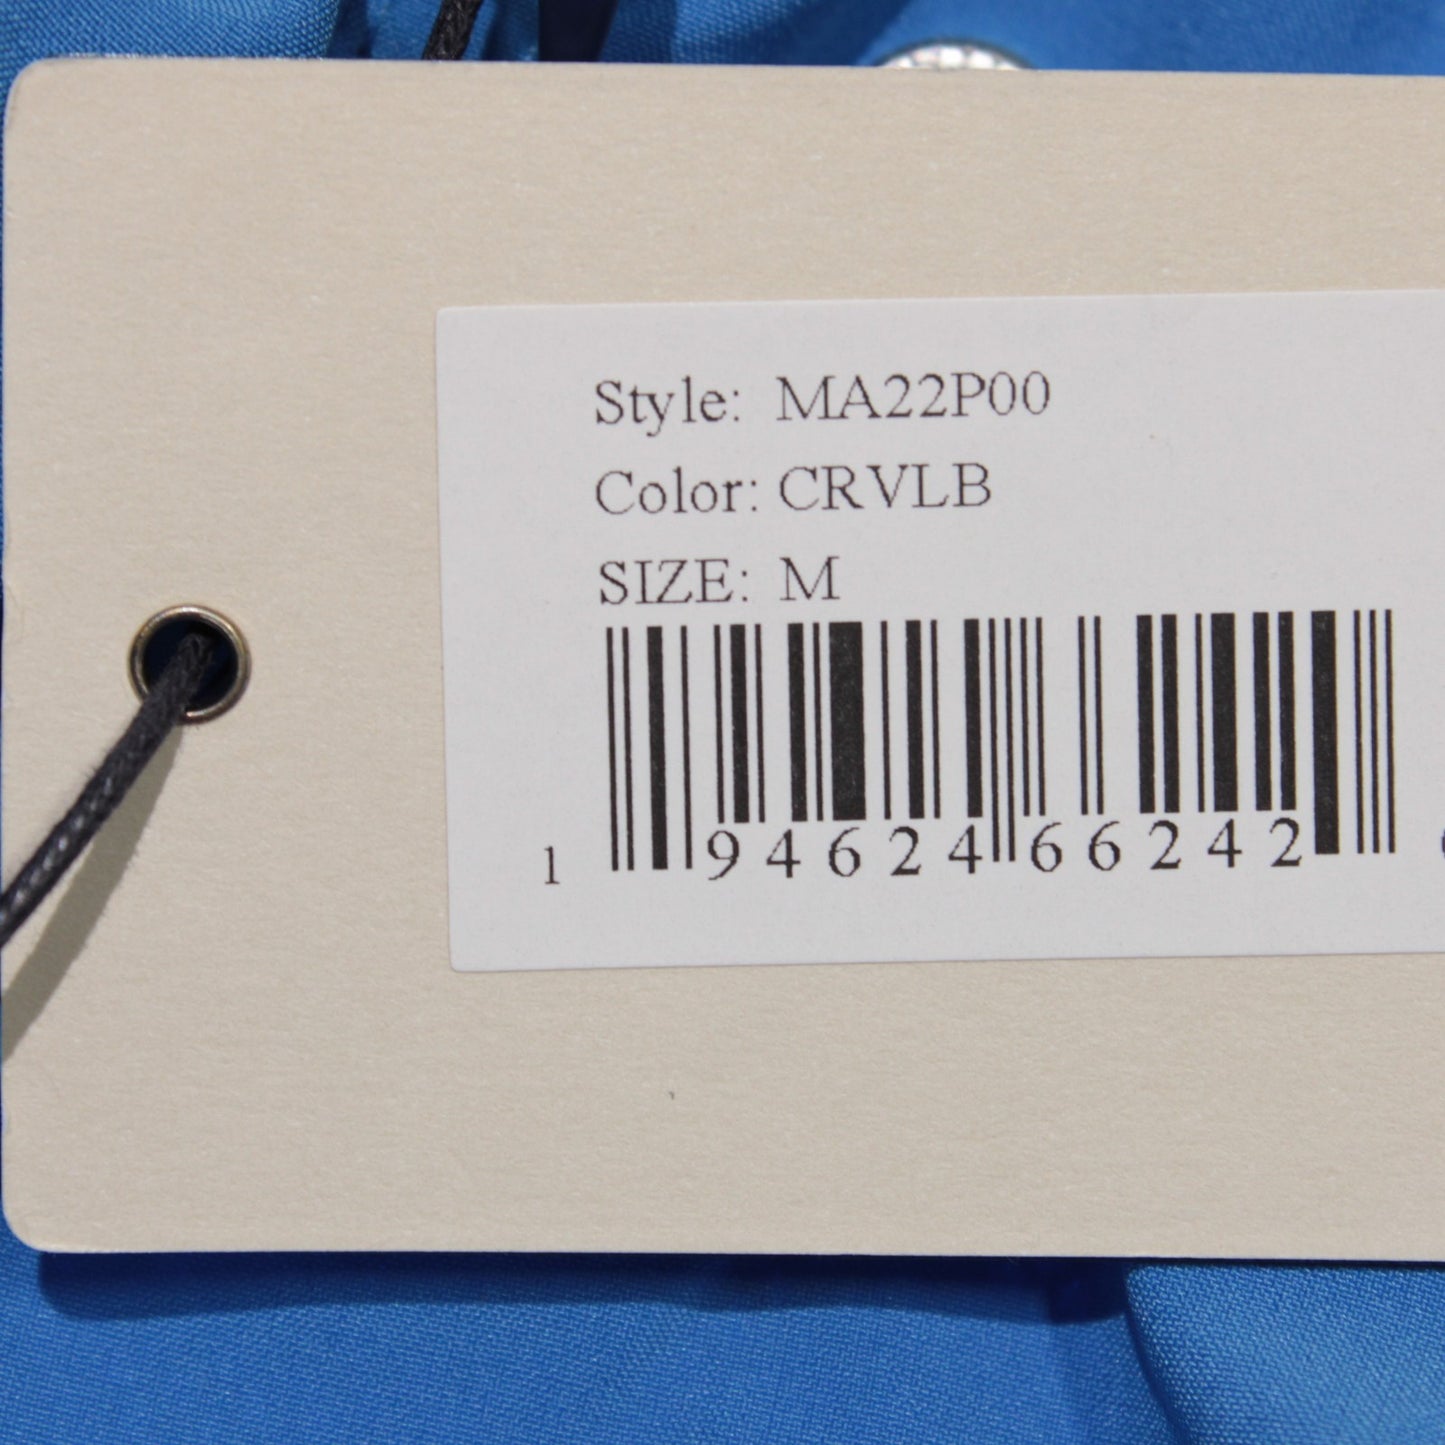 Style: MA22P00
Color: CRVLB
SIZE: M
1 94624 66242